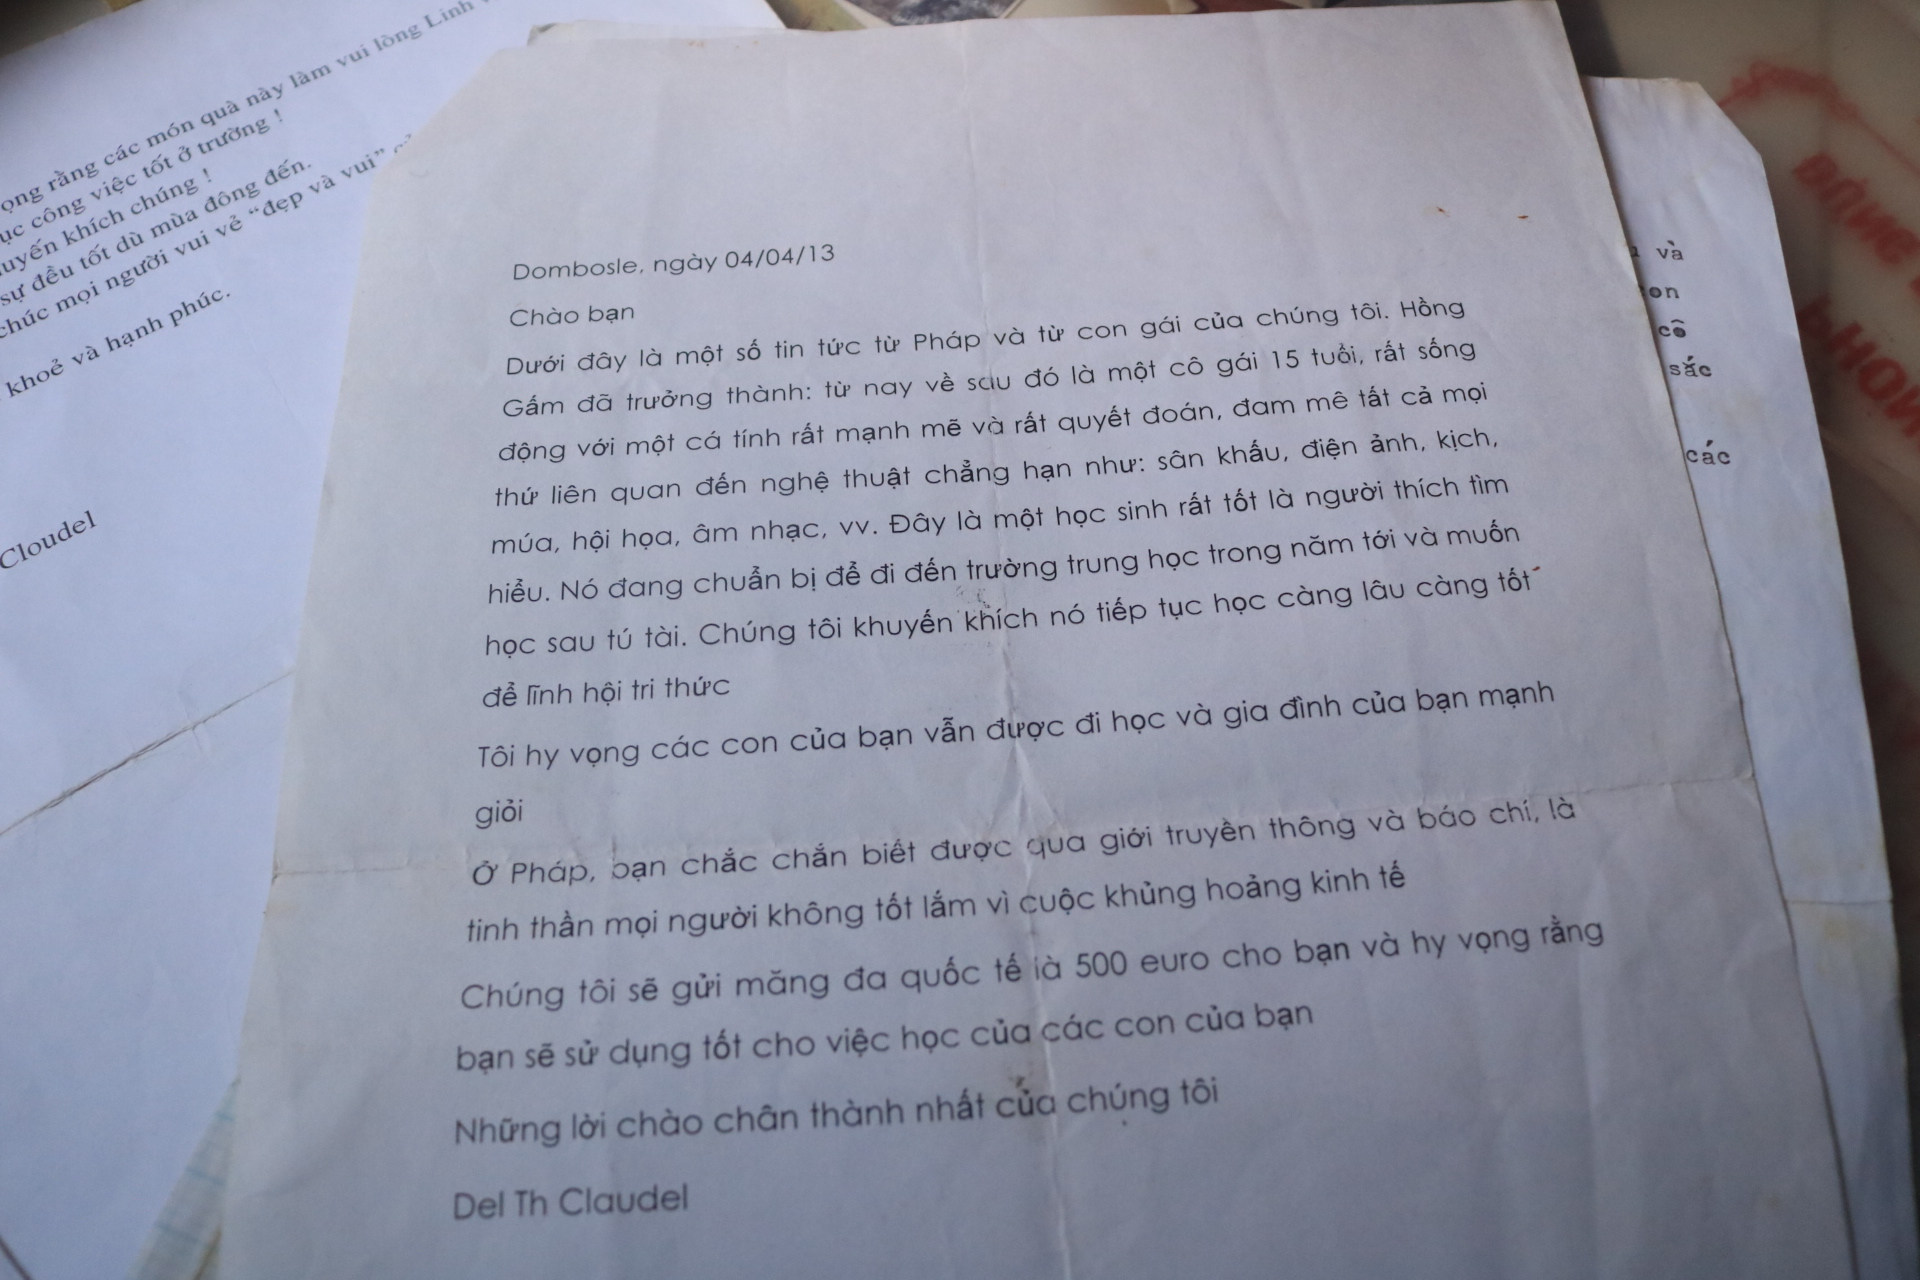 ọng rằng các món quà này làm vui lòng Linh
ục công việc tốt ở trường !
uyến khích chúng !
sự đều tốt dù mùa đông đến.
chúc mọi người vui vẻ “đẹp và vui”
khoẻ và hạnh phúc.
Cloudel
Dombosle, ngày 04/04/13
Chào bạn
Dưới đây là một số tin tức từ Pháp và từ con gái của chúng tôi. Hồng
Gấm đã trưởng thành: từ nay về sau đó là một cô gái 15 tuổi, rất sống
động với một cá tính rất mạnh mẽ và rất quyết đoán, đam mê tất cả mọi
thứ liên quan đến nghệ thuật chẳng hạn như: sân khấu, điện ảnh, kịch,
múa, hội họa, âm nhạc, vv. Đây là một học sinh rất tốt là người thích tìm
hiểu. Nó đang chuẩn bị để đi đến trường trung học trong năm tới và muốn
học sau tú tài. Chúng tôi khuyến khích nó tiếp tục học càng lâu càng tốt
để lĩnh hội tri thức
Tôi hy vọng các con của bạn vẫn được đi học và gia đình của bạn mạnh
giỏi
Ở Pháp, bạn chắc chắn biết được qua giới truyền thông và báo chí, là
tinh thần mọi người không tốt lắm vì cuộc khủng hoảng kinh tế
Chúng tôi sẽ gửi măng đa quốc tế là 500 euro cho bạn và hy vọng rằng
bạn sẽ sử dụng tốt cho việc học của các con của bạn
Những lời chào chân thành nhất của chúng tôi
Del Th Claudel
và
on
cô
sắc
các